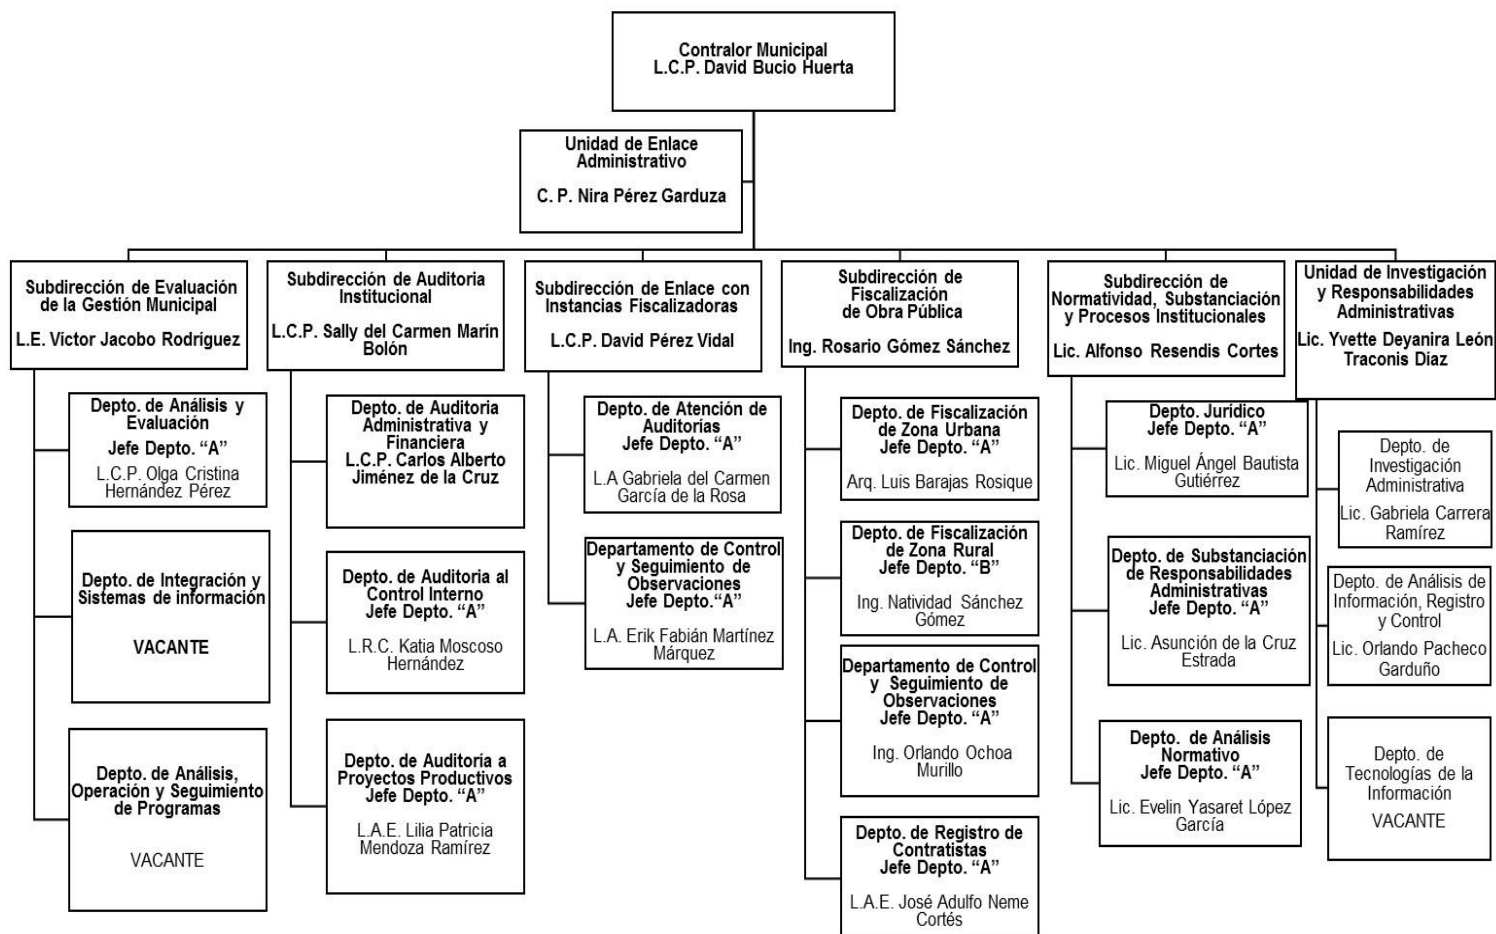 Contralor Municipal
L.C.P. David Bucio Huerta
Unidad de Enlace
Administrativo
C. P. Nira Pérez Garduza
Subdirección de Evaluación
de la Gestión Municipal
L.E. Víctor Jacobo Rodríguez
Depto. de Análisis y
Evaluación
Jefe Depto. “A”
L.C.P. Olga Cristina
Hernández Pérez
Depto. de Integración y
Sistemas de información
VACANTE
Depto. de Análisis,
Operación y Seguimiento
de Programas
VACANTE
Subdirección de Auditoria
Institucional
L.C.P. Sally del Carmen Marín
Bolón
Depto. de Auditoria
Administrativa y
Financiera
L.C.P. Carlos Alberto
Jiménez de la Cruz
Depto. de Auditoria al
Control Interno
Jefe Depto. “A”
L.R.C. Katia Moscoso
Hernández
Depto. de Auditoría a
Proyectos Productivos
Jefe Depto. “A”
L.A.E. Lilia Patricia
Mendoza Ramírez
Subdirección de Enlace con
Instancias Fiscalizadoras
L.C.P. David Pérez Vidal
Depto. de Atención de
Auditorías
Jefe Depto. “A”
L.A Gabriela del Carmen
García de la Rosa
Departamento de Control
y Seguimiento de
Observaciones
Jefe Depto.“A”
L.A. Erik Fabián Martínez
Márquez
Subdirección de
Fiscalización
de Obra Pública
Ing. Rosario Gómez Sánchez
Depto. de Fiscalización
de Zona Urbana
Jefe Depto. “A”
Arq. Luis Barajas Rosique
Depto. de Fiscalización
de Zona Rural
Jefe Depto. “B”
Ing. Natividad Sánchez
Gómez
Departamento de Control
y Seguimiento de
Observaciones
Jefe Depto. “A”
Ing. Orlando Ochoa
Murillo
Depto. de Registro de
Contratistas
Jefe Depto. “A”
L.A.E. José Adulfo Neme
Cortés
Subdirección de
Normatividad, Substanciación
y Procesos Institucionales
Lic. Alfonso Resendis Cortes
Depto. Jurídico
Jefe Depto. “A”
Lic. Miguel Ángel Bautista
Gutiérrez
Depto. de Substanciación
de Responsabilidades
Administrativas
Jefe Depto. “A”
Lic. Asunción de la Cruz
Estrada
Depto. de Análisis
Normativo
Jefe Depto. “A”
Lic. Evelin Yasaret López
García
Unidad de Investigación
y Responsabilidades
Administrativas
Lic. Yvette Deyanira León
Traconis Díaz
Depto. de
Investigación
Administrativa
Lic. Gabriela Carrera
Ramírez
Depto. de Análisis de
Información, Registro
y Control
Lic. Orlando Pacheco
Garduño
Depto. de
Tecnologías de la
Información
VACANTE